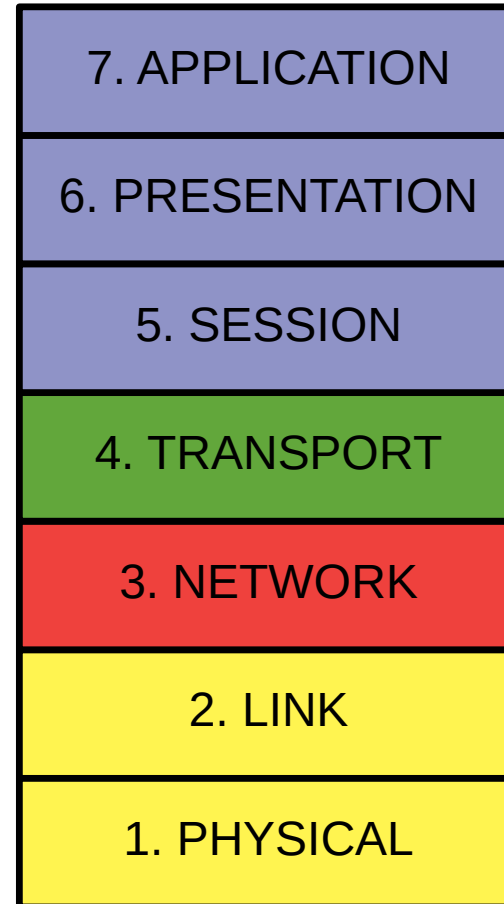 7. APPLICATION
6. PRESENTATION
5. SESSION
4. TRANSPORT
3. NETWORK
2. LINK
1. PHYSICAL